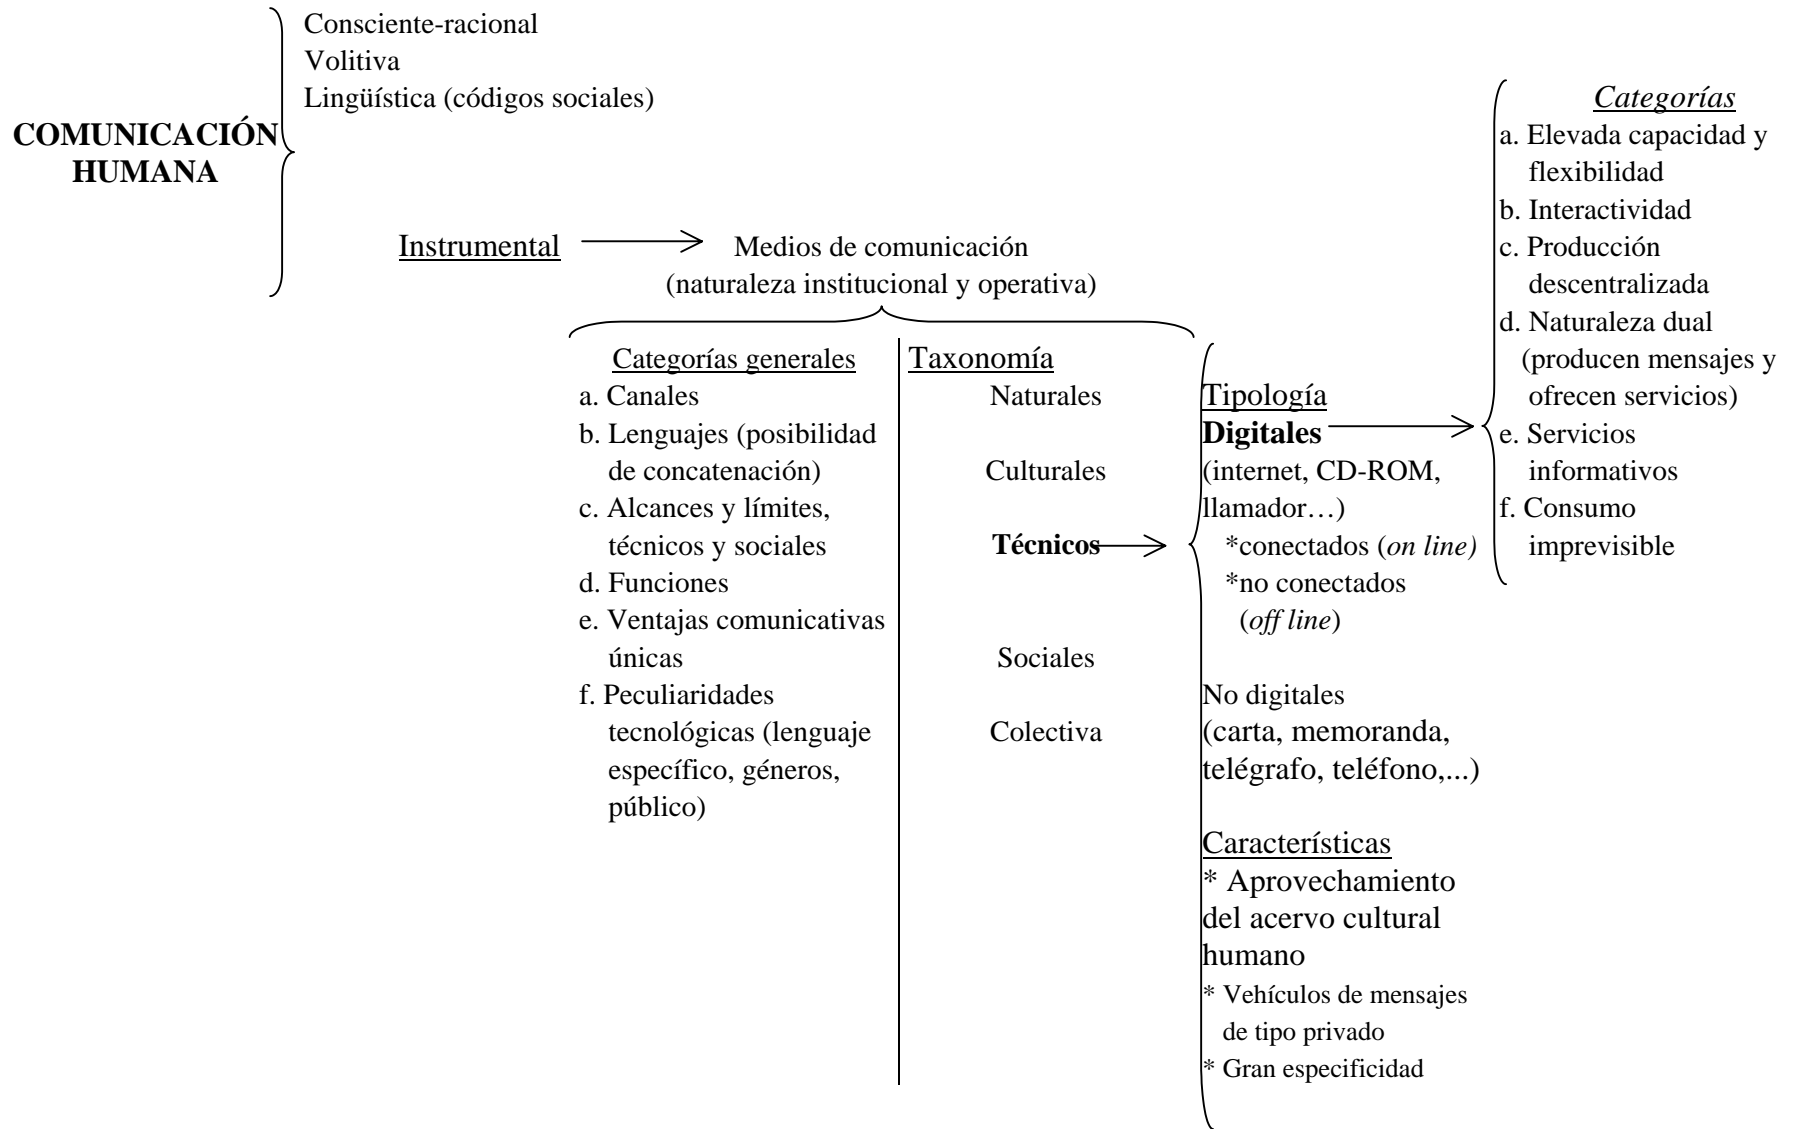 Consciente-racional
Volitiva
Lingüística (códigos sociales)
COMUNICACIÓN
HUMANA
Instrumental
Medios de comunicación
(naturaleza institucional y operativa)
Categorías generales
a. Canales
b. Lenguajes (posibilidad
de concatenación)
c. Alcances y límites,
técnicos y sociales
d. Funciones
e. Ventajas comunicativas
únicas
f. Peculiaridades
tecnológicas (lenguaje
específico, géneros,
público)
Taxonomía
Naturales
Culturales
Técnicos
Sociales
Colectiva
Tipología
Digitales
(internet, CD-ROM,
llamador…)
*conectados (on line)
*no conectados
(off line)
No digitales
(carta, memoranda,
telégrafo, teléfono,...)
Características
* Aprovechamiento
del acervo cultural
humano
* Vehículos de mensajes
de tipo privado
* Gran especificidad
Categorías
a. Elevada capacidad y
flexibilidad
b. Interactividad
c. Producción
descentralizada
d. Naturaleza dual
(producen mensajes y
ofrecen servicios)
e. Servicios
informativos
f. Consumo
imprevisible